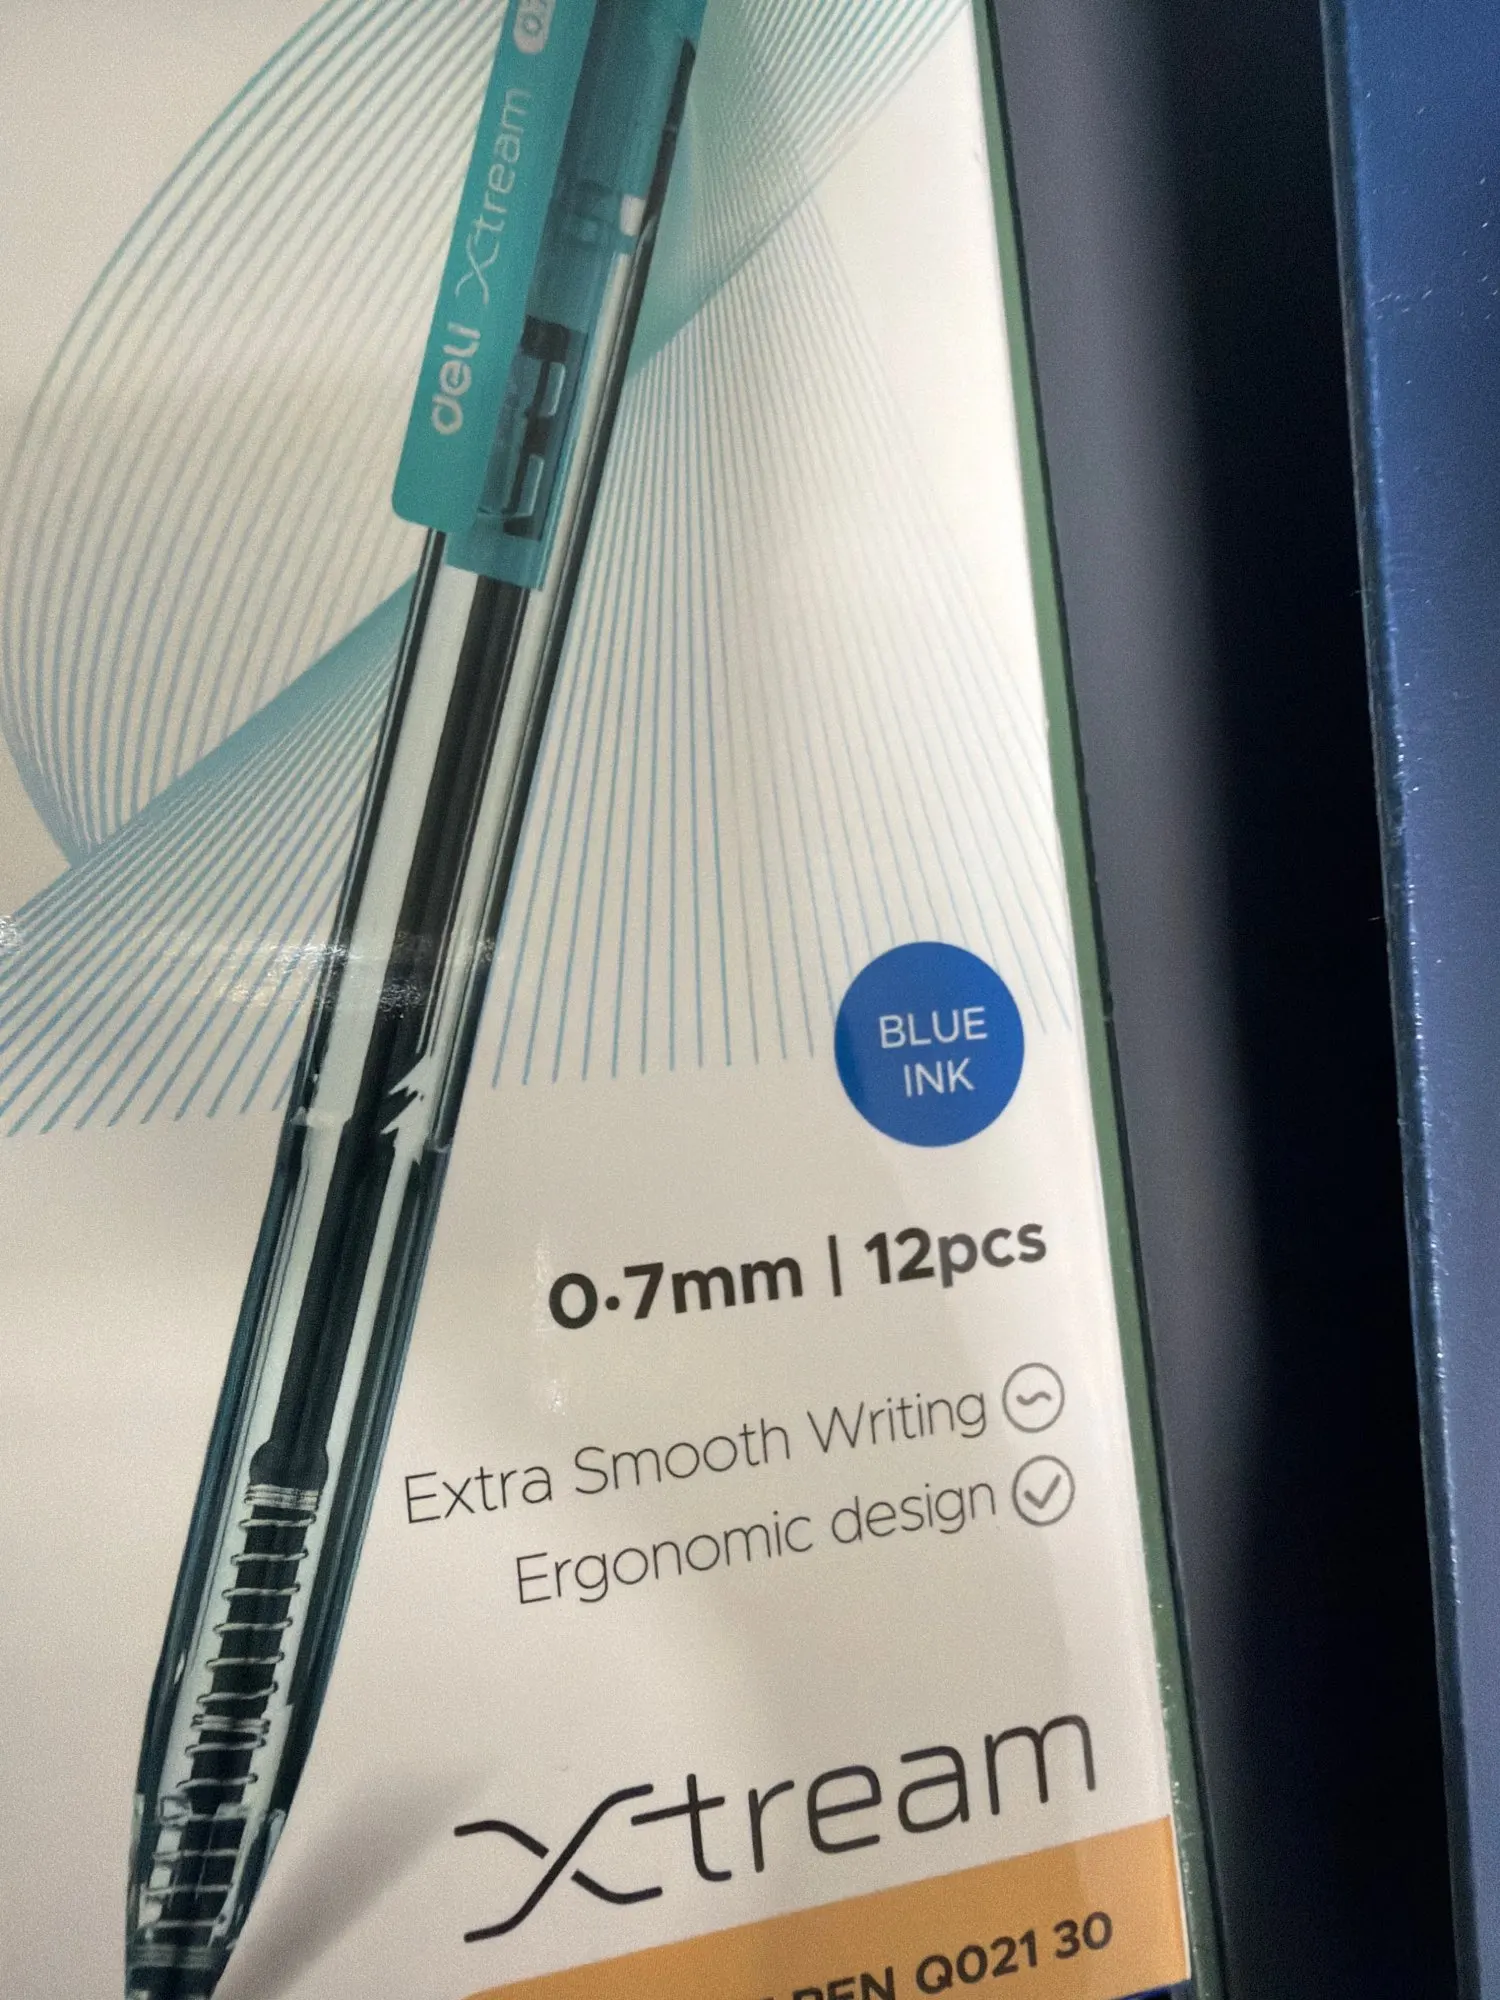 deli Xtream
BLUE
INK
0.7mm | 12pcs
Extra Smooth Writing
Ergonomic design
Xtream
PEN Q021 30